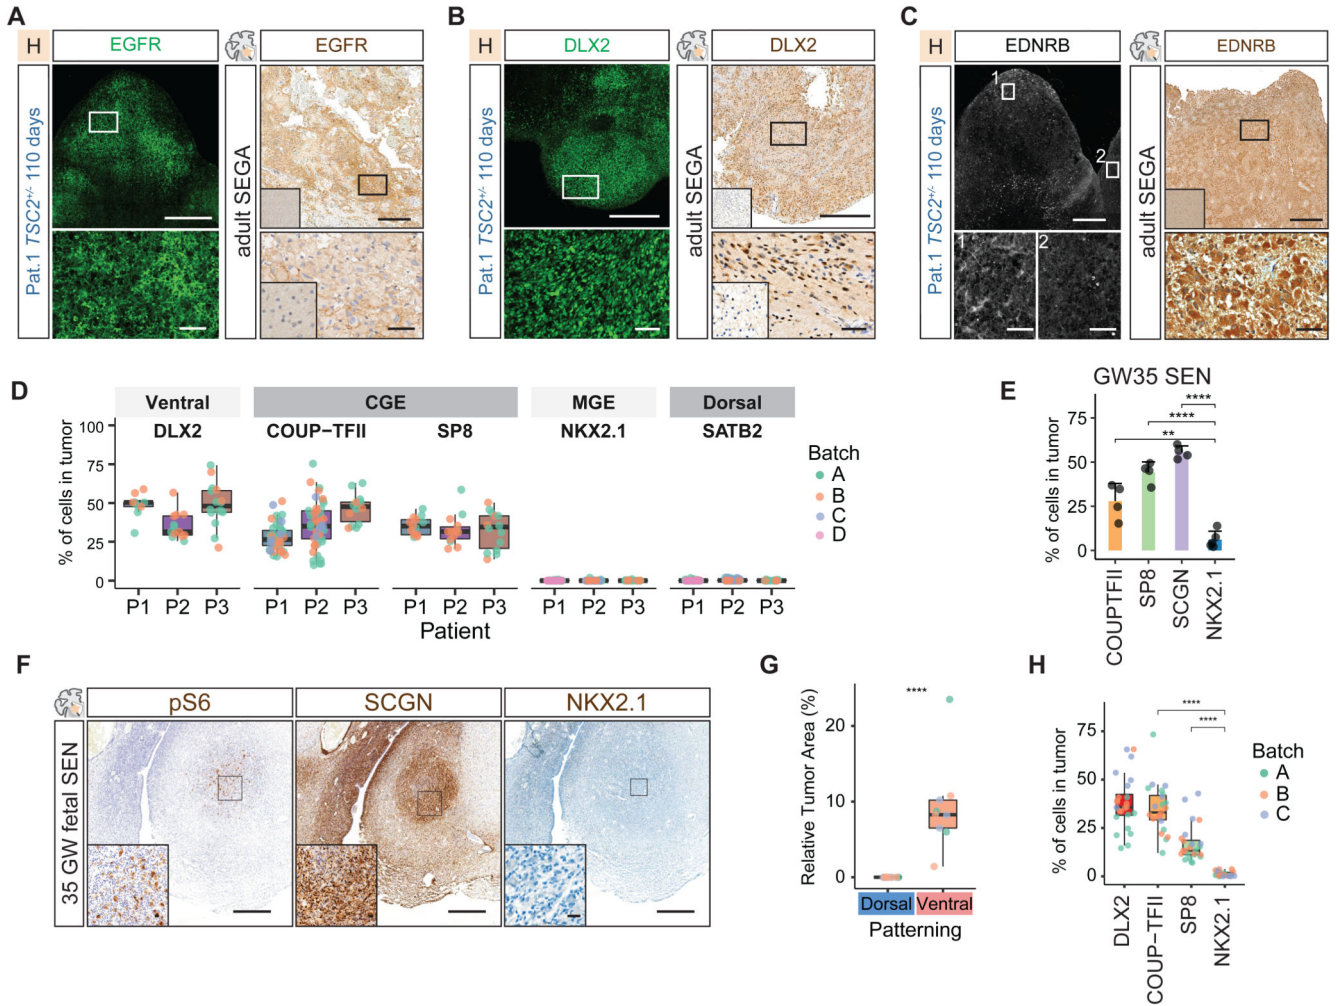 A
H
EGFR
EGFR
Pat.1 TSC2+/- 110 days
adult SEGA
B
H
DLX2
DLX2
Pat.1 TSC2+/- 110 days
adult SEGA
C
H
EDNRB
EDNRB
Pat.1 TSC2+/- 110 days
1
2
1
2
adult SEGA
D
Ventral
CGE
MGE
Dorsal
DLX2
COUP−TFII
SP8
NKX2.1
SATB2
% of cells in tumor
100
75
50
25
0
P1 P2 P3
P1 P2 P3
P1 P2 P3
P1 P2 P3
P1 P2 P3
Patient
Batch
A
B
C
D
E
GW35 SEN
****
****
**
% of cells in tumor
75
50
25
0
COUPTFII
SP8
SCGN
NKX2.1
F
pS6
SCGN
NKX2.1
35 GW fetal SEN
G
****
Relative Tumor Area (%)
20
10
0
Dorsal
Ventral
Patterning
H
****
****
% of cells in tumor
75
50
25
0
DLX2
COUP−TFII
SP8
NKX2.1
Batch
A
B
C